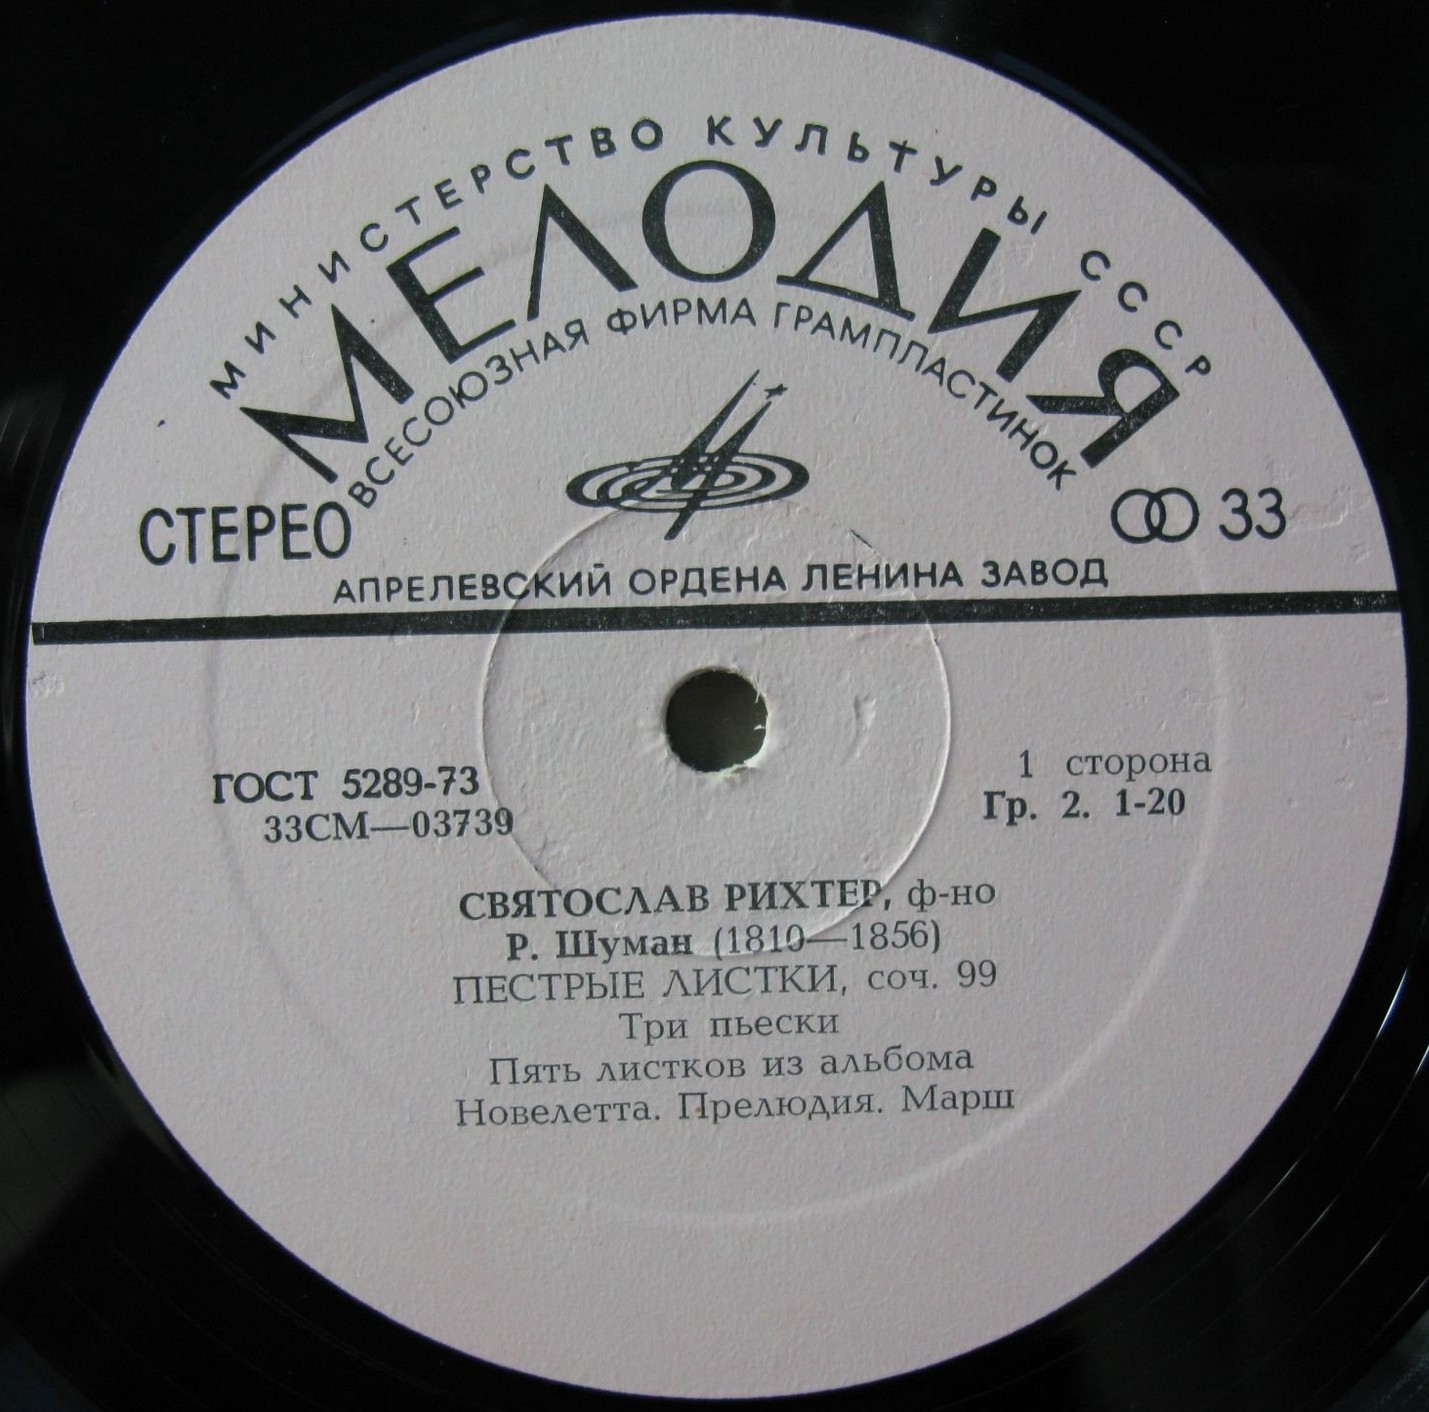 МИНИСТЕРСТВО КУЛЬТУРЫ СССР
МЕЛОДИЯ
ВСЕСОЮЗНАЯ ФИРМА ГРАМПЛАСТИНОК
СТЕРЕО
33
АПРЕЛЕВСКИЙ ОРДЕНА ЛЕНИНА ЗАВОД
ГОСТ 5289-73
33СМ—03739
1 сторона
Гр. 2. 1-20
СВЯТОСЛАВ РИХТЕР, ф-но
Р. Шуман (1810—1856)
ПЕСТРЫЕ ЛИСТКИ, соч. 99
Три пьески
Пять листков из альбома
Новелетта. Прелюдия. Марш